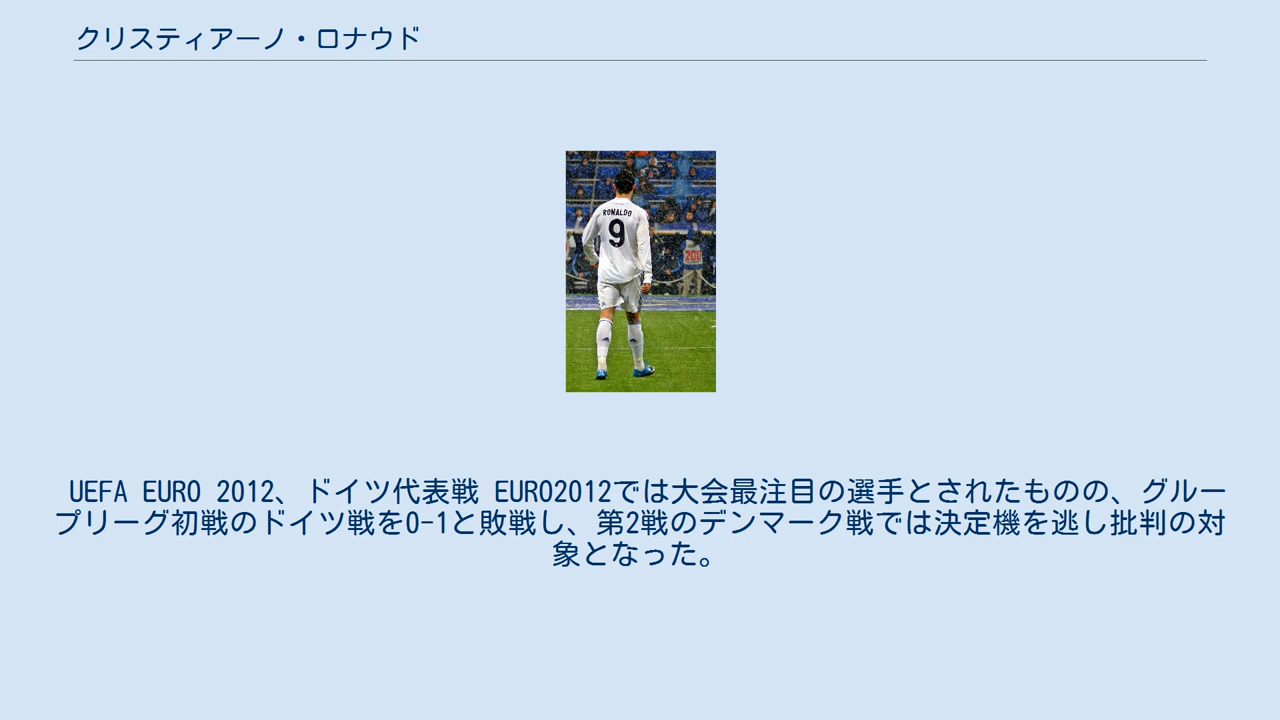 クリスティアーノ・ロナウド
RONALDO
9
201
UEFA EURO 2012、ドイツ代表戦 EURO2012では大会最注目の選手とされたものの、グルー
プリーグ初戦のドイツ戦を0-1と敗戦し、第2戦のデンマーク戦では決定機を逃し批判の対
象となった。